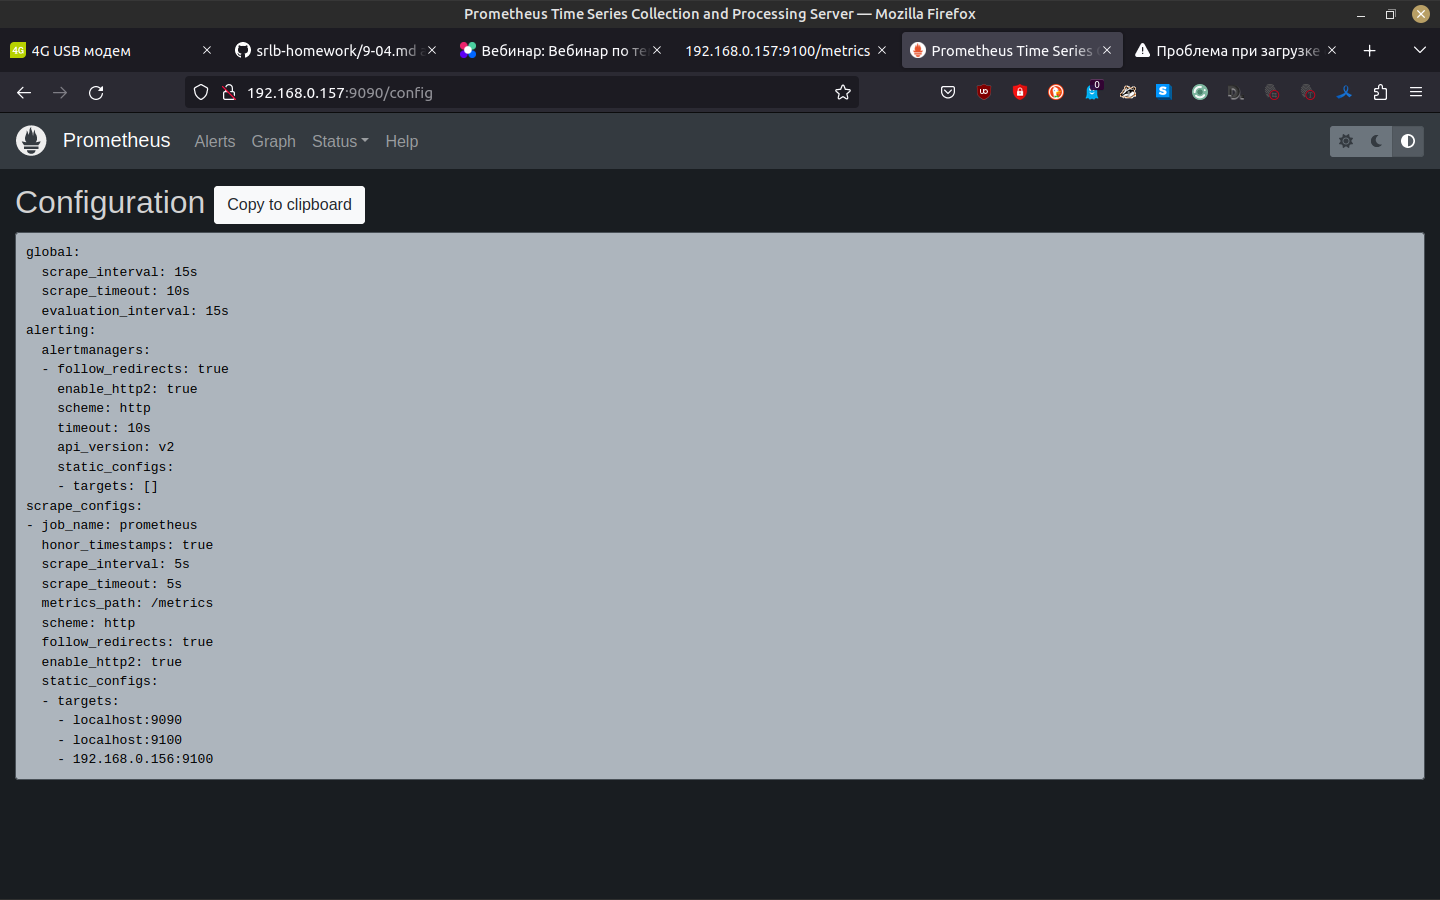 Prometheus Time Series Collection and Processing Server — Mozilla Firefox
4G USB модем
srlb-homework/9-04.md
Вебинар: Вебинар по те
192.168.0.157:9100/metrics
Prometheus Time Series
Проблема при загрузке
192.168.0.157:9090/config
0
Prometheus
Alerts
Graph
Status
Help
Configuration
Copy to clipboard
global:
  scrape_interval: 15s
  scrape_timeout: 10s
  evaluation_interval: 15s
alerting:
  alertmanagers:
  - follow_redirects: true
    enable_http2: true
    scheme: http
    timeout: 10s
    api_version: v2
    static_configs:
    - targets: []
scrape_configs:
- job_name: prometheus
  honor_timestamps: true
  scrape_interval: 5s
  scrape_timeout: 5s
  metrics_path: /metrics
  scheme: http
  follow_redirects: true
  enable_http2: true
  static_configs:
  - targets:
    - localhost:9090
    - localhost:9100
    - 192.168.0.156:9100